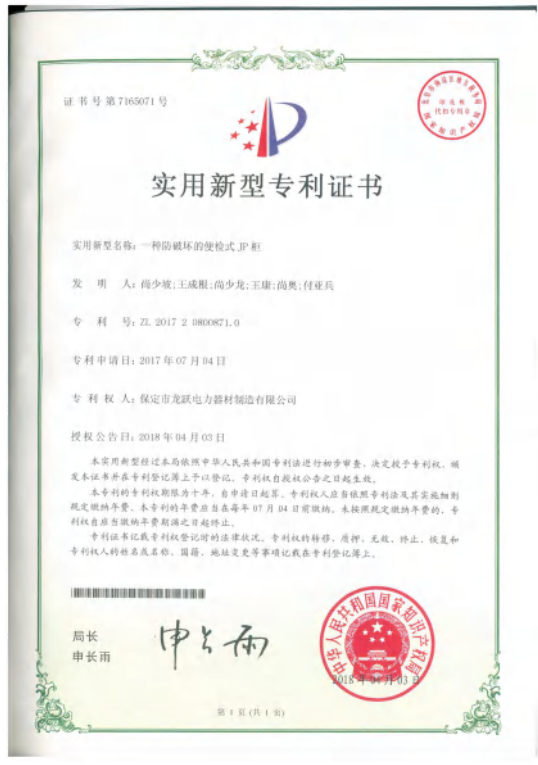 证书号第7165071号
实用新型专利证书
实用新型名称：一种防破坏的便检式JP柜
发 明 人：尚少坡;王成根;尚少龙;王康;尚奥;付亚兵
专 利 号：ZL 2017 2 0800871.0
专利申请日：2017年07月04日
专 利 权 人：保定市龙跃电力器材制造有限公司
授权公告日：2018年04月03日
本实用新型经过本局依照中华人民共和国专利法进行初步审查，决定授予专利权，颁
发本证书并在专利登记簿上予以登记。专利权自授权公告之日起生效。
本专利的专利权期限为十年，自申请日起算。专利权人应当依照专利法及其实施细则
规定缴纳年费。本专利的年费应当在每年07月04日前缴纳。未按照规定缴纳年费的，专
利权自应当缴纳年费期满之日起终止。
专利证书记载专利权登记时的法律状况。专利权的转移、质押、无效、终止、恢复和
专利权人的姓名或名称、国籍、地址变更等事项记载在专利登记簿上。
局长
申长雨
申长雨
中华人民共和国国家知识产权局
2018年04月03日
第1页(共1页)